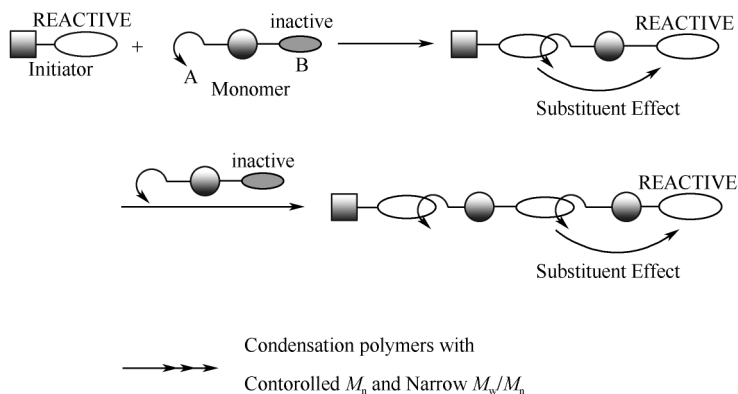 REACTIVE
Initiator
+
inactive
A
B
Monomer
REACTIVE
Substituent Effect
inactive
REACTIVE
Substituent Effect
Condensation polymers with
Contorolled Mn and Narrow Mw/Mn